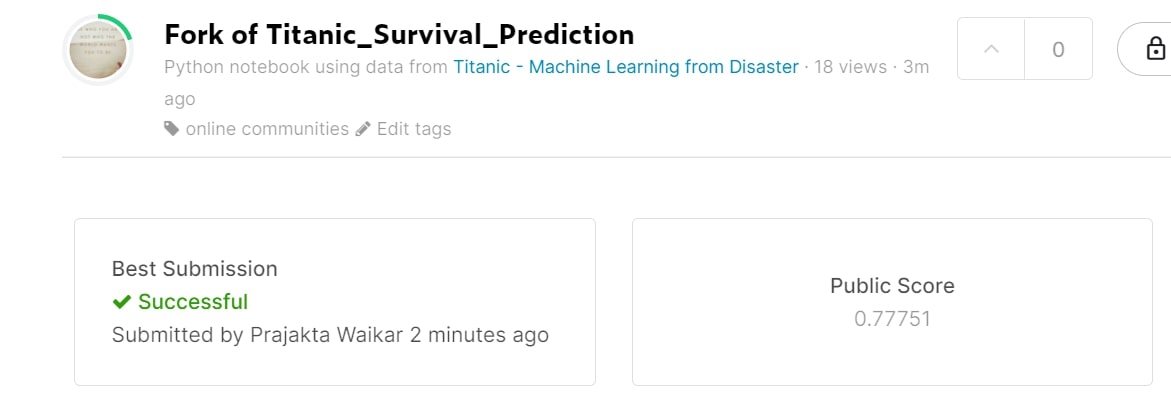 Fork of Titanic_Survival_Prediction
Python notebook using data from Titanic - Machine Learning from Disaster · 18 views · 3m
ago
online communities Edit tags
0
Best Submission
Successful
Submitted by Prajakta Waikar 2 minutes ago
Public Score
0.77751